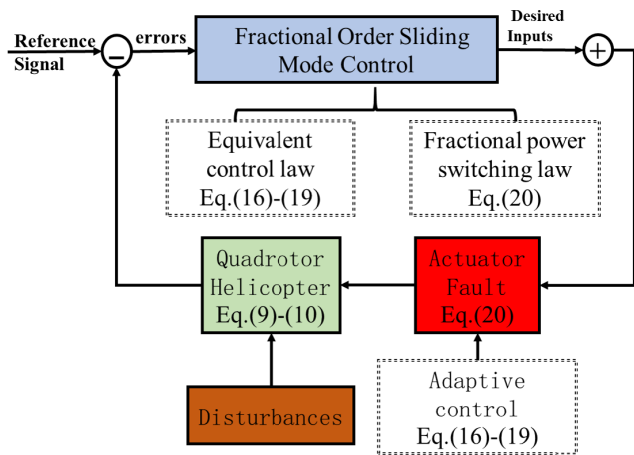 Reference
Signal
−
errors
Fractional Order Sliding
Mode Control
Desired
Inputs
+
Equivalent
control law
Eq.(16)-(19)
Fractional power
switching law
Eq.(20)
Quadrotor
Helicopter
Eq.(9)-(10)
Actuator
Fault
Eq.(20)
Disturbances
Adaptive
control
Eq.(16)-(19)